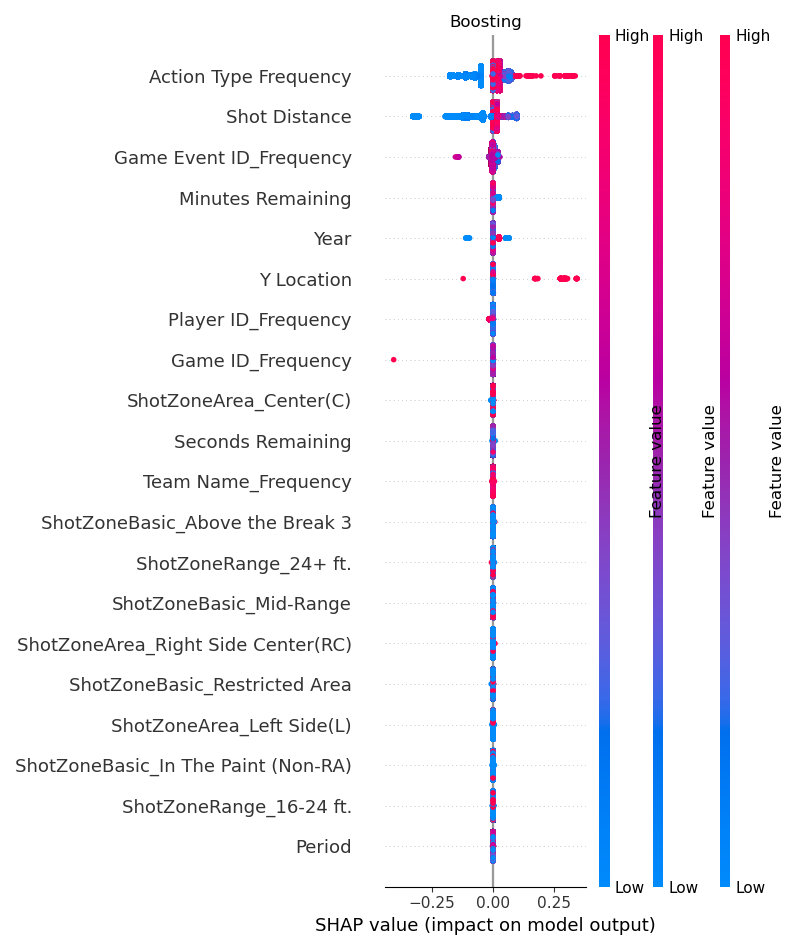 Boosting
High
High
High
Action Type Frequency
Shot Distance
Game Event ID_Frequency
Minutes Remaining
Year
Y Location
Player ID_Frequency
Game ID_Frequency
ShotZoneArea_Center(C)
Seconds Remaining
Team Name_Frequency
ShotZoneBasic_Above the Break 3
ShotZoneRange_24+ ft.
ShotZoneBasic_Mid-Range
ShotZoneArea_Right Side Center(RC)
ShotZoneBasic_Restricted Area
ShotZoneArea_Left Side(L)
ShotZoneBasic_In The Paint (Non-RA)
ShotZoneRange_16-24 ft.
Period
Feature value
Feature value
Feature value
Low
Low
Low
−0.25 0.00 0.25
SHAP value (impact on model output)